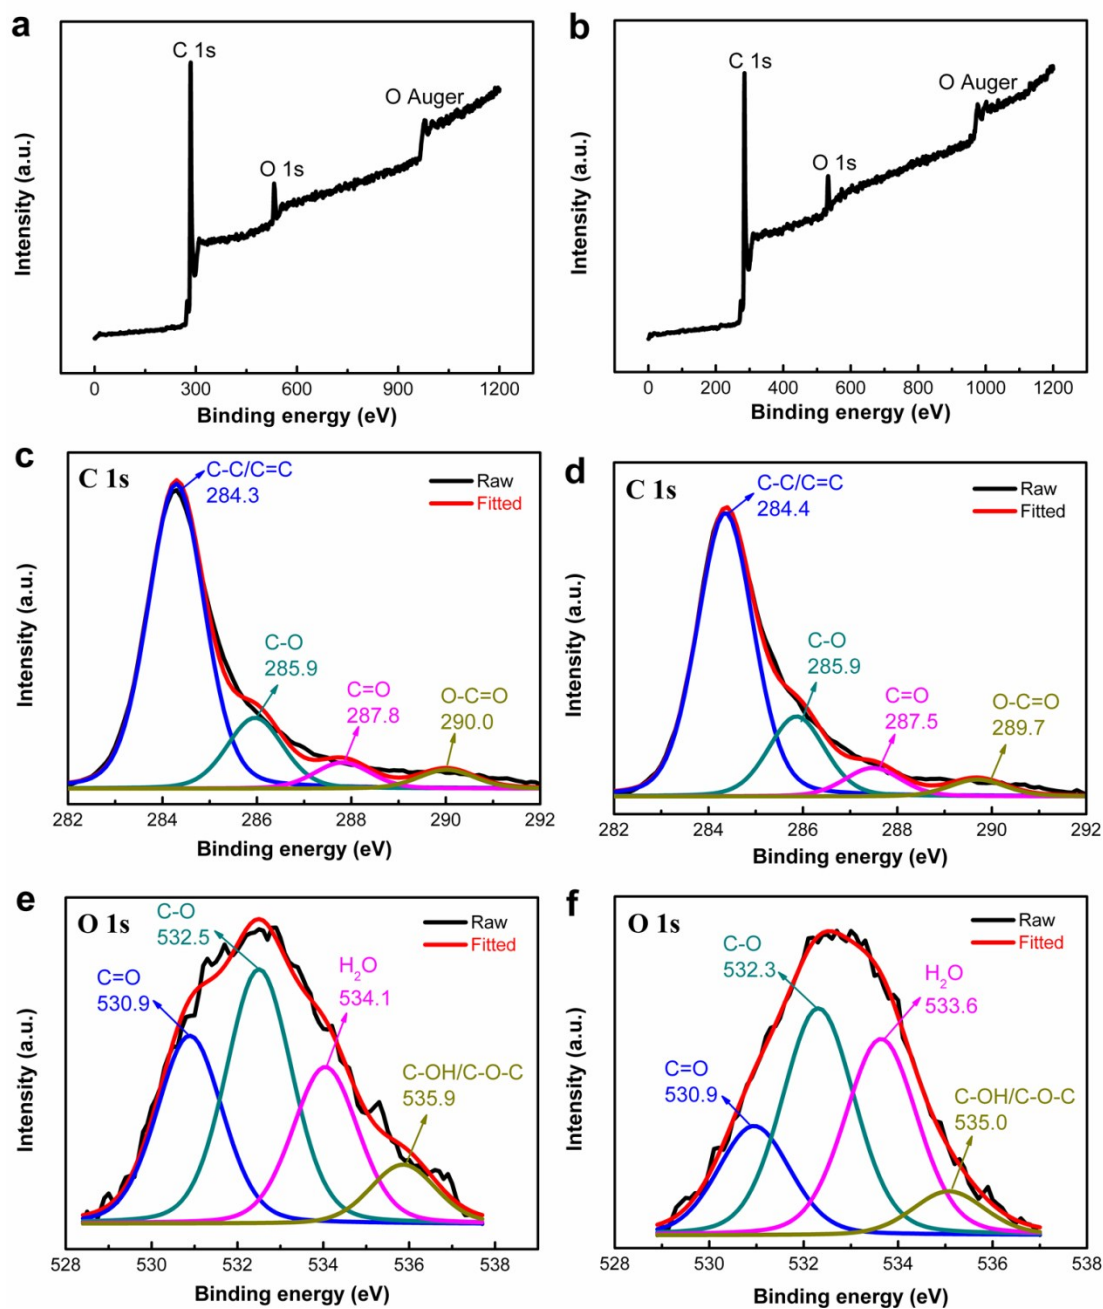 a
C 1s
O 1s
O Auger
Intensity (a.u.)
0 300 600 900 1200
Binding energy (eV)
b
C 1s
O 1s
O Auger
Intensity (a.u.)
0 200 400 600 800 1000 1200
Binding energy (eV)
c
C 1s
C-C/C=C
284.3
Raw
Fitted
C-O
285.9
C=O
287.8
O-C=O
290.0
Intensity (a.u.)
282 284 286 288 290 292
Binding energy (eV)
d
C 1s
C-C/C=C
284.4
Raw
Fitted
C-O
285.9
C=O
287.5
O-C=O
289.7
Intensity (a.u.)
282 284 286 288 290 292
Binding energy (eV)
e
O 1s
C-O
532.5
Raw
Fitted
C=O
530.9
H₂O
534.1
C-OH/C-O-C
535.9
Intensity (a.u.)
528 530 532 534 536 538
Binding energy (eV)
f
O 1s
Raw
Fitted
C-O
532.3
H₂O
533.6
C=O
530.9
C-OH/C-O-C
535.0
Intensity (a.u.)
528 530 532 534 536 538
Binding energy (eV)